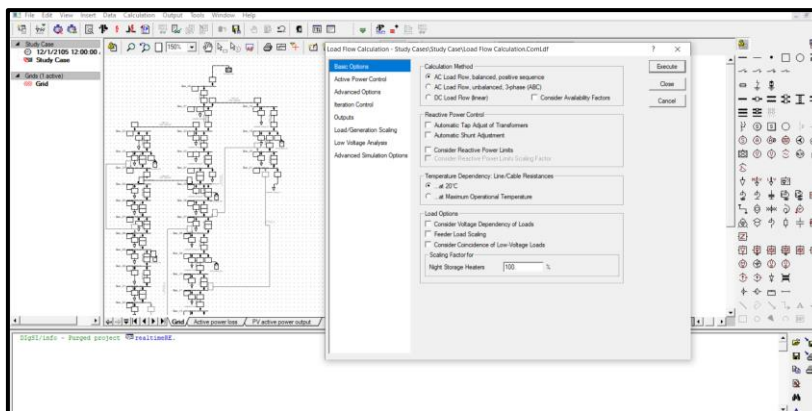 File Edit View Insert Data Calculation Output Tools Window Help
Study Case
12/1/2105 12:00:00
Study Case
Grids (1 active)
Grid
150%
Load Flow Calculation - Study Cases\Study Case\Load Flow Calculation.ComLdf
? ×
Basic Options
Active Power Control
Advanced Options
Iteration Control
Outputs
Load/Generation Scaling
Low Voltage Analysis
Advanced Simulation Options
Calculation Method
AC Load Flow, balanced, positive sequence
AC Load Flow, unbalanced, 3-phase (ABC)
DC Load Flow (linear)
Consider Availability Factors
Reactive Power Control
Automatic Tap Adjust of Transformers
Automatic Shunt Adjustment
Consider Reactive Power Limits
Consider Reactive Power Limits Scaling Factor
Temperature Dependency: Line/Cable Resistances
...at 20°C
...at Maximum Operational Temperature
Load Options
Consider Voltage Dependency of Loads
Feeder Load Scaling
Consider Coincidence of Low-Voltage Loads
Scaling Factor for
Night Storage Heaters
100.
%
Execute
Close
Cancel
Grid
Active power loss
PV active power output
DIgSI/info - Purged project realtimeRE.